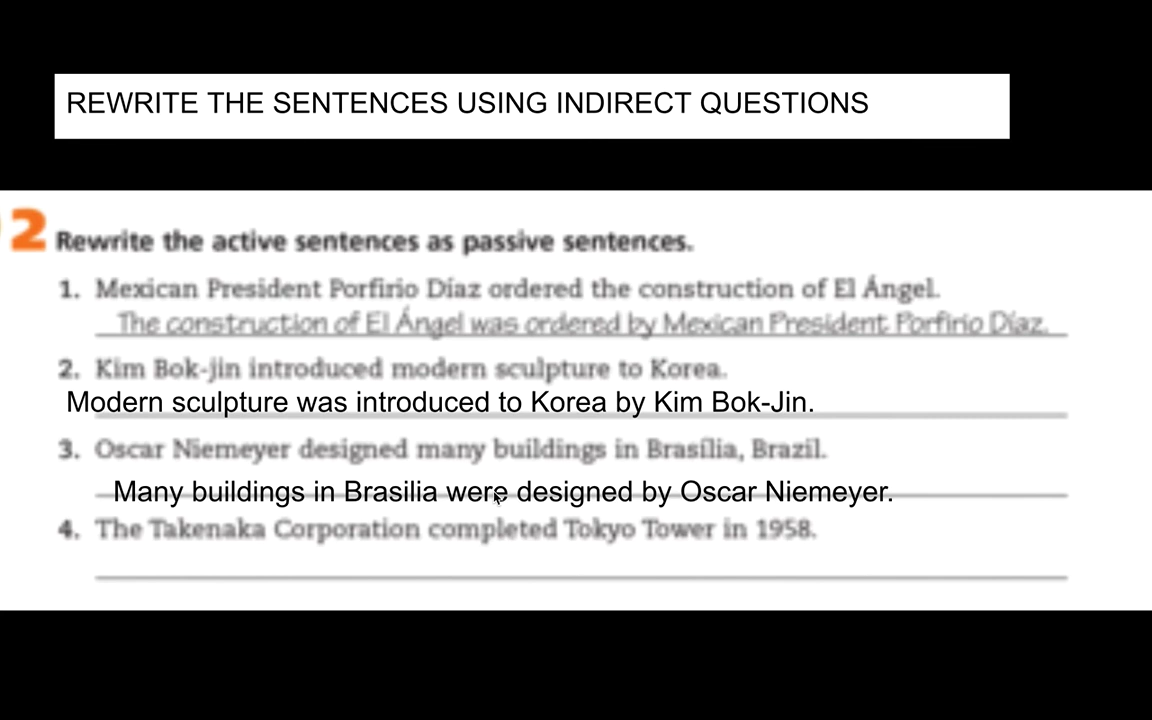 REWRITE THE SENTENCES USING INDIRECT QUESTIONS
2 Rewrite the active sentences as passive sentences.
1. Mexican President Porfirio Díaz ordered the construction of El Ángel.
The construction of El Ángel was ordered by Mexican President Porfirio Díaz.
2. Kim Bok-jin introduced modern sculpture to Korea.
Modern sculpture was introduced to Korea by Kim Bok-Jin.
3. Oscar Niemeyer designed many buildings in Brasília, Brazil.
Many buildings in Brasilia were designed by Oscar Niemeyer.
4. The Takenaka Corporation completed Tokyo Tower in 1958.